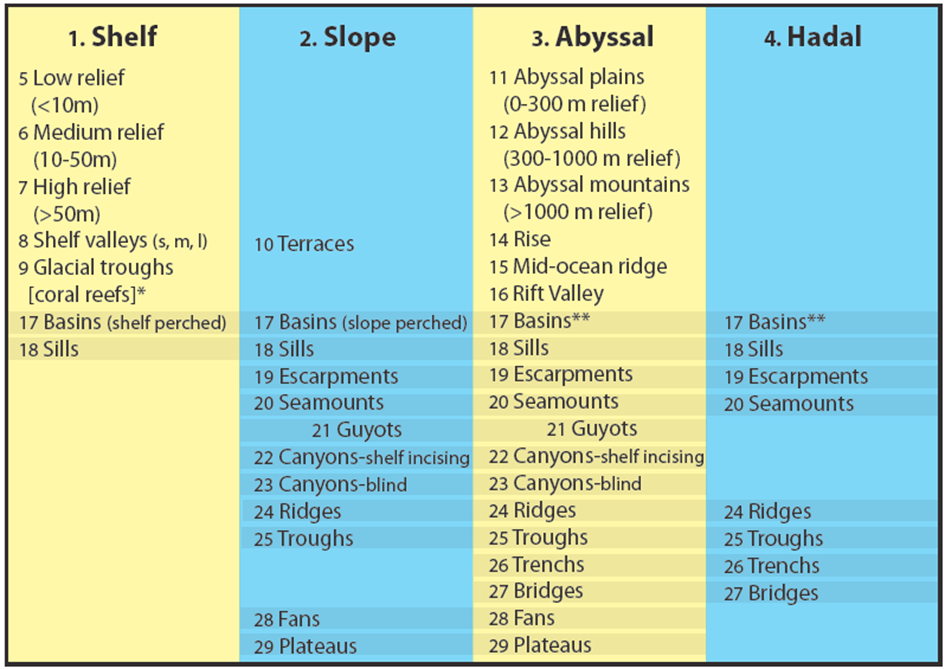 1. Shelf
5 Low relief
(<10m)
6 Medium relief
(10-50m)
7 High relief
(>50m)
8 Shelf valleys (s, m, l)
9 Glacial troughs
[coral reefs]*
17 Basins (shelf perched)
18 Sills
2. Slope
10 Terraces
17 Basins (slope perched)
18 Sills
19 Escarpments
20 Seamounts
21 Guyots
22 Canyons-shelf incising
23 Canyons-blind
24 Ridges
25 Troughs
28 Fans
29 Plateaus
3. Abyssal
11 Abyssal plains
(0-300 m relief)
12 Abyssal hills
(300-1000 m relief)
13 Abyssal mountains
(>1000 m relief)
14 Rise
15 Mid-ocean ridge
16 Rift Valley
17 Basins**
18 Sills
19 Escarpments
20 Seamounts
21 Guyots
22 Canyons-shelf incising
23 Canyons-blind
24 Ridges
25 Troughs
26 Trenchs
27 Bridges
28 Fans
29 Plateaus
4. Hadal
17 Basins**
18 Sills
19 Escarpments
20 Seamounts
24 Ridges
25 Troughs
26 Trenchs
27 Bridges